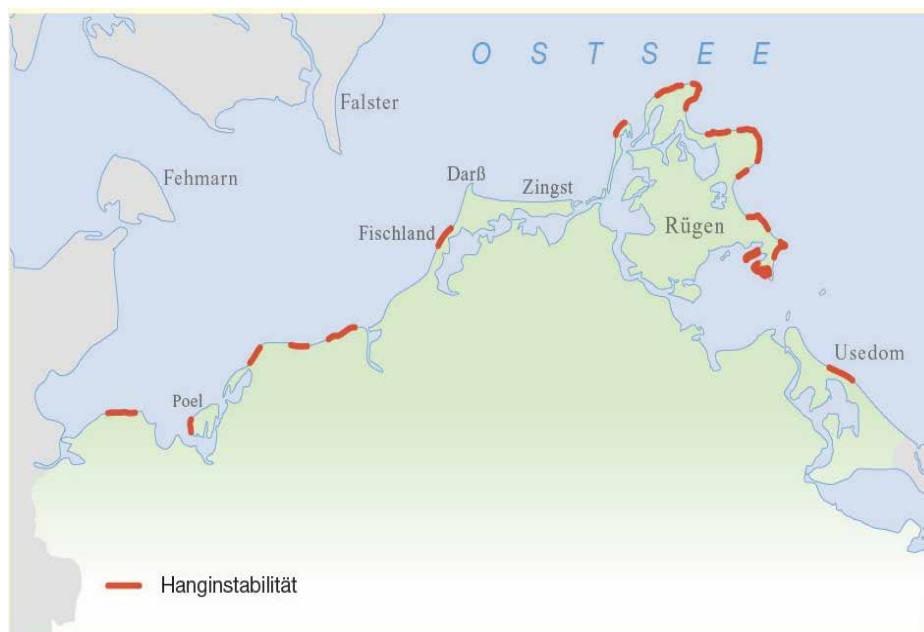 O S T S E E
Falster
Fehmarn
Darß
Zingst
Fischland
Rügen
Usedom
Poel
Hanginstabilität